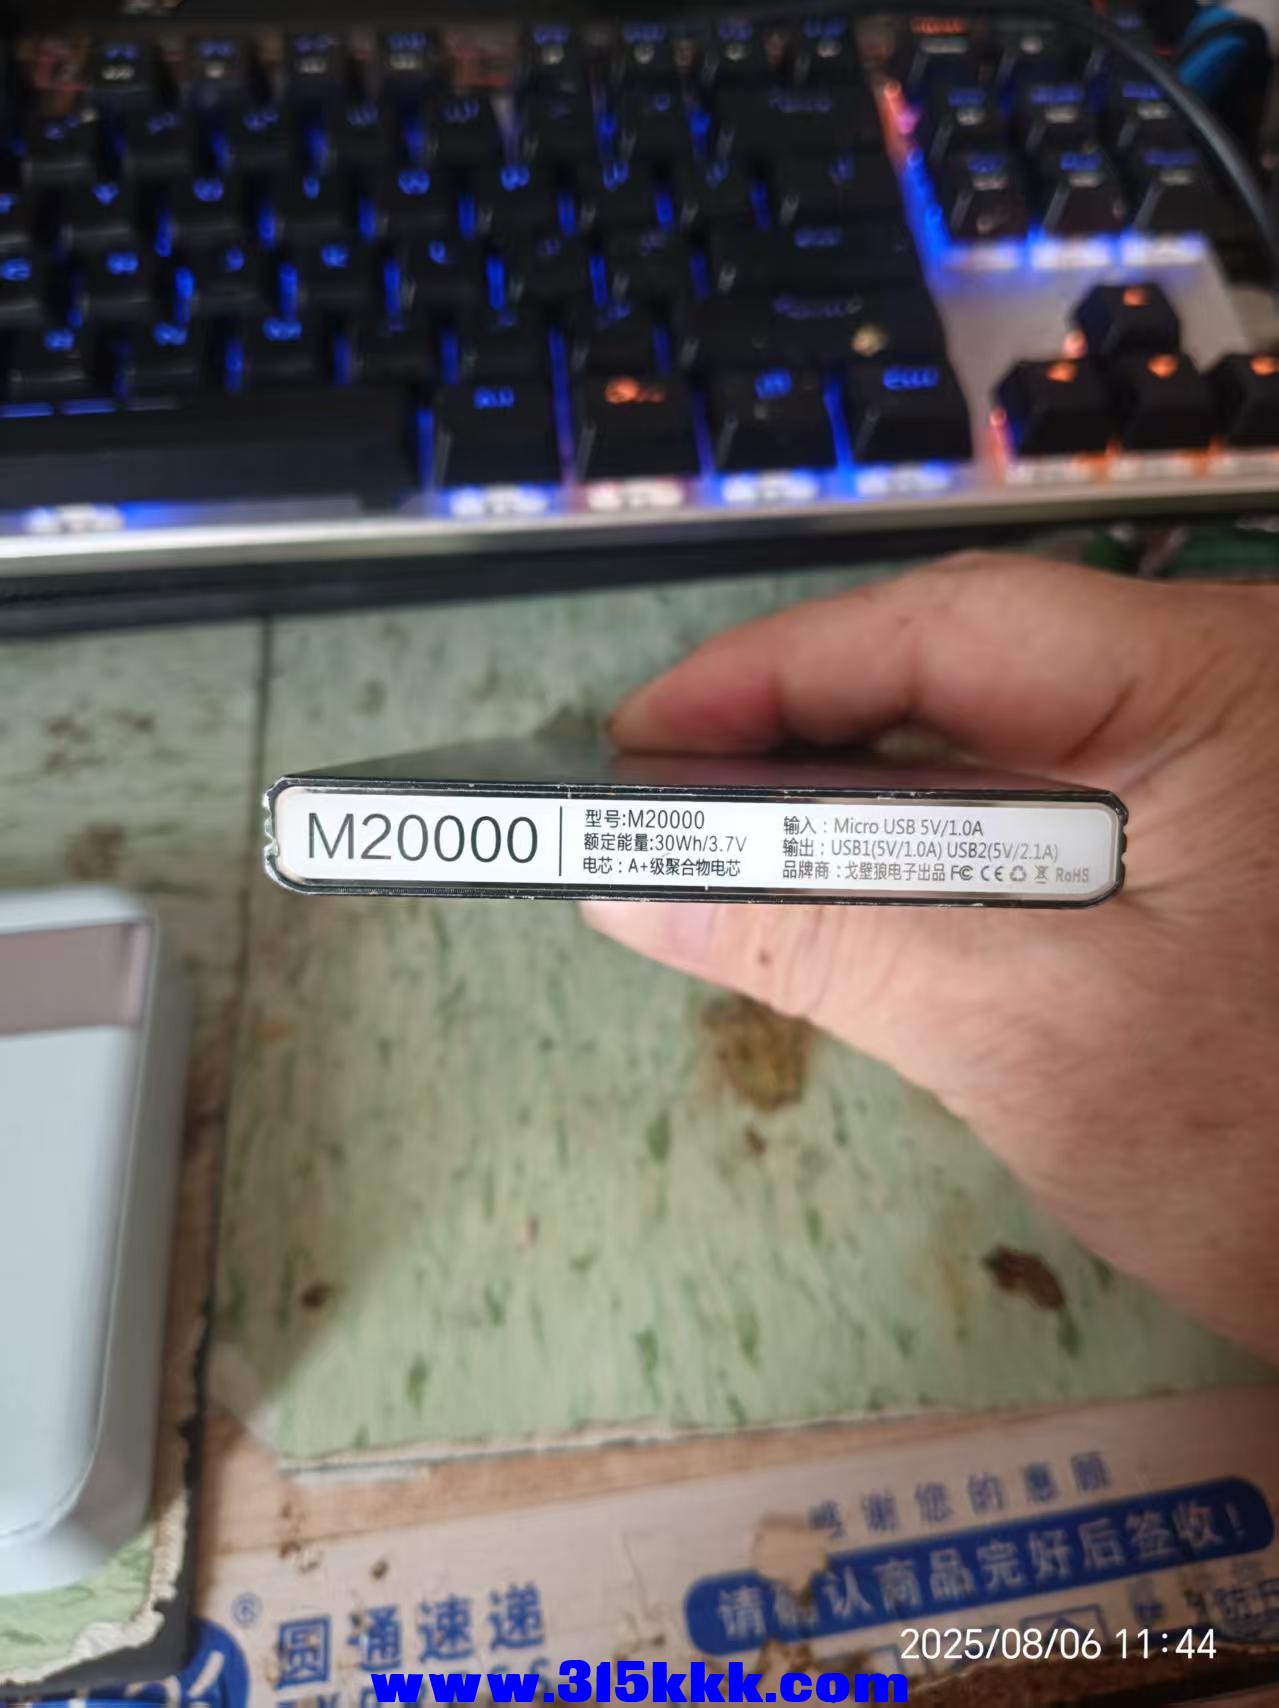 M20000
型号:M20000
额定能量:30Wh/3.7V
电芯：A+级聚合物电芯
输入：Micro USB 5V/1.0A
输出：USB1(5V/1.0A) USB2(5V/2.1A)
品牌商：戈壁狼电子出品 FC CE RoHS
感谢您的惠顾
请 认商品完好后签收！
圆通速递
2025/08/06 11:44
www.315kkk.com